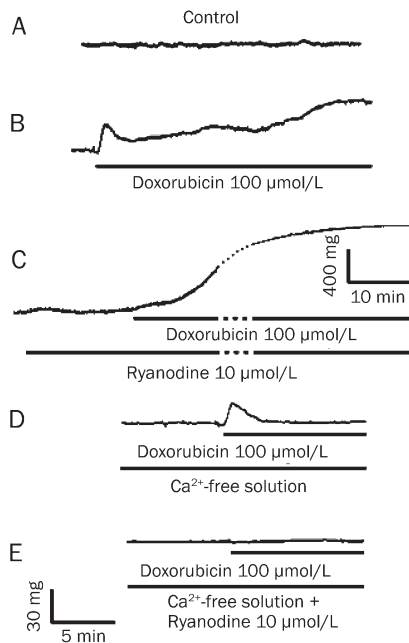 A
Control
B
Doxorubicin 100 µmol/L
C
400 mg
10 min
Doxorubicin 100 µmol/L
Ryanodine 10 µmol/L
D
Doxorubicin 100 µmol/L
Ca²⁺-free solution
E
Doxorubicin 100 µmol/L
30 mg
5 min
Ca²⁺-free solution +
Ryanodine 10 µmol/L